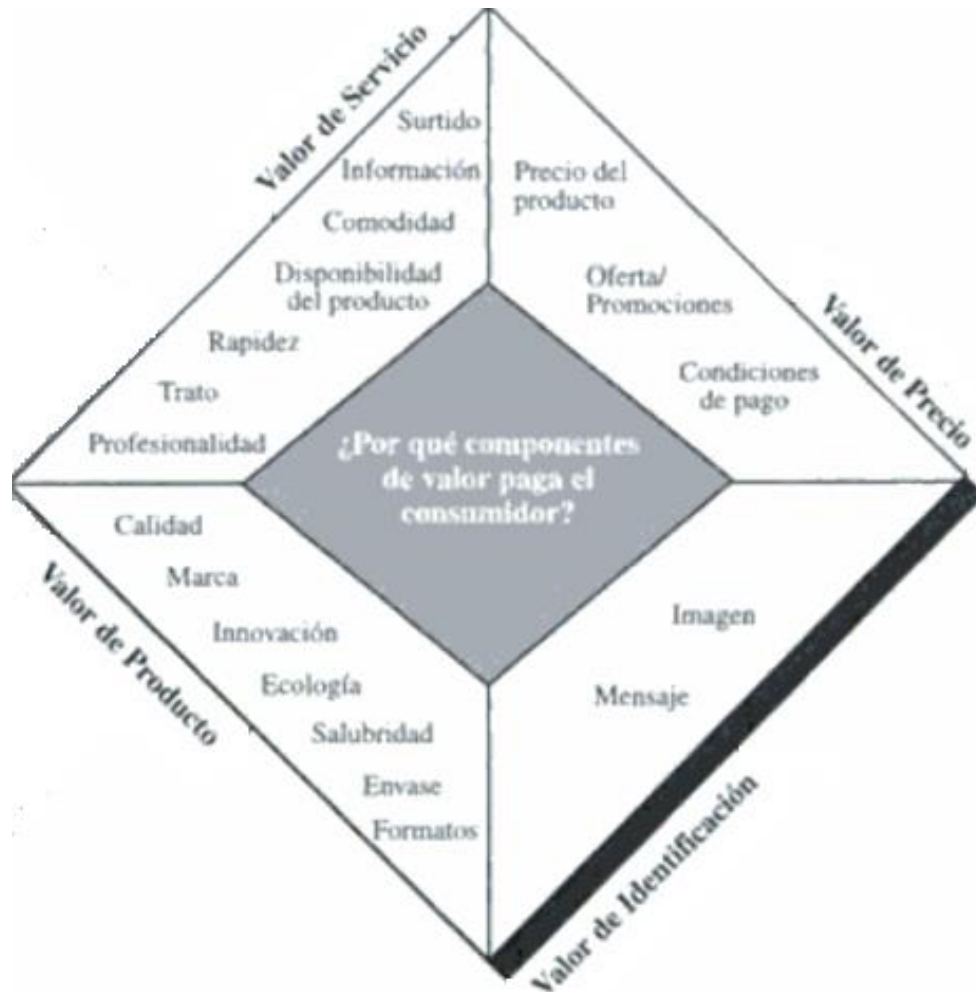 Valor de Servicio
Surtido
Información
Comodidad
Disponibilidad
del producto
Rapidez
Trato
Profesionalidad
Precio del
producto
Oferta/
Promociones
Condiciones
de pago
Valor de Precio
¿Por qué componentes
de valor paga el
consumidor?
Calidad
Marca
Innovación
Ecología
Salubridad
Envase
Formatos
Valor de Producto
Imagen
Mensaje
Valor de Identificación